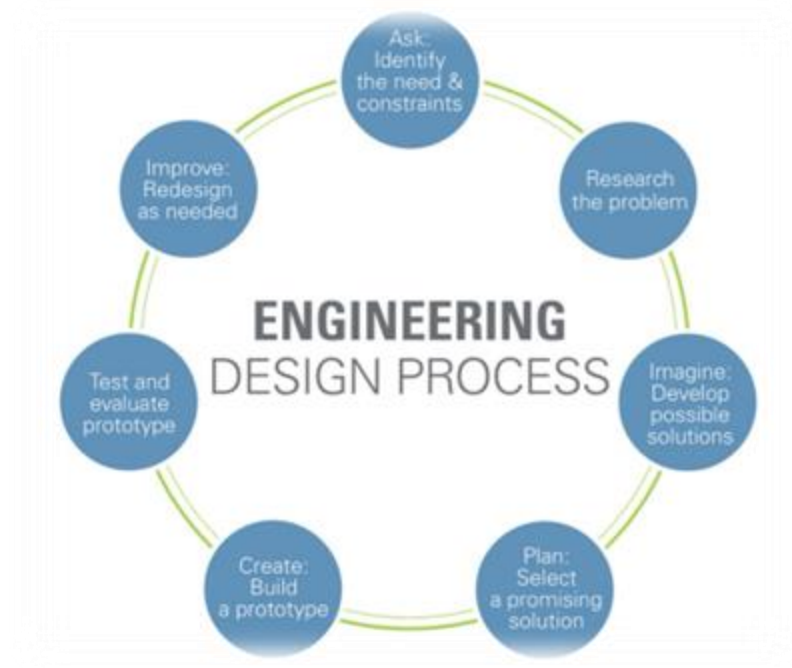 Ask:
Identify
the need &
constraints
Research
the problem
Imagine:
Develop
possible
solutions
Plan:
Select
a promising
solution
Create:
Build
a prototype
Test and
evaluate
prototype
Improve:
Redesign
as needed
ENGINEERING
DESIGN PROCESS